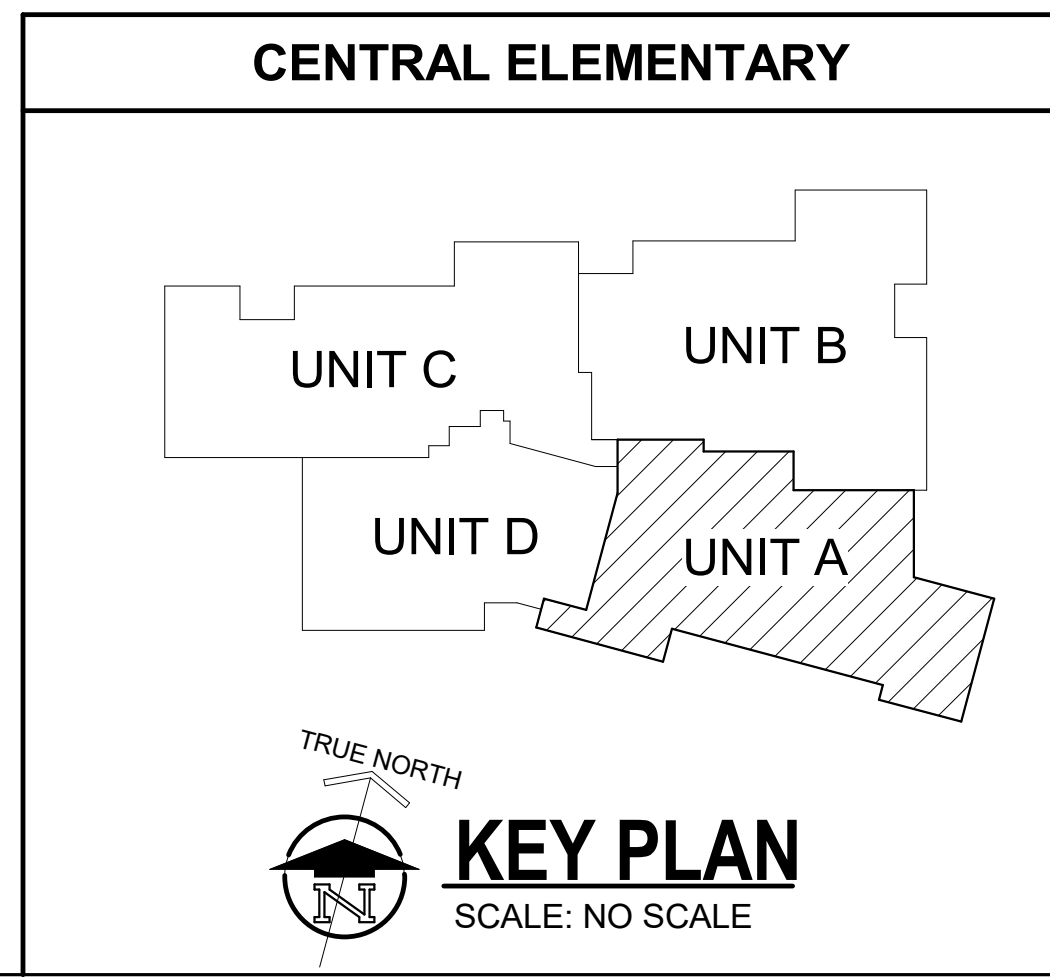 CENTRAL ELEMENTARY
UNIT B
UNIT C
UNIT D
UNIT A
TRUE NORTH
N
KEY PLAN
SCALE: NO SCALE